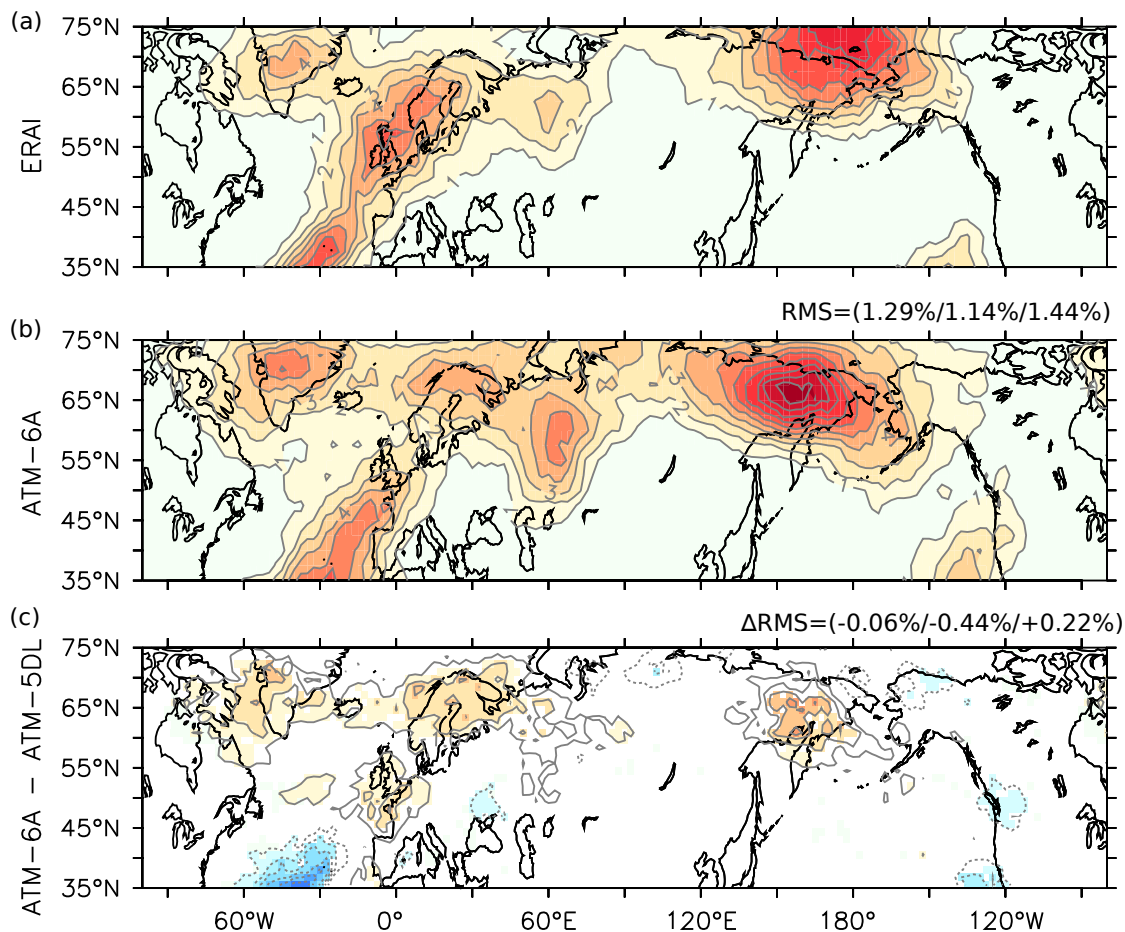 (a)
75°N
65°N
55°N
45°N
35°N
ERAI
RMS=(1.29%/1.14%/1.44%)
(b)
75°N
65°N
55°N
45°N
35°N
ATM−6A
ΔRMS=(-0.06%/-0.44%/+0.22%)
(c)
75°N
65°N
55°N
45°N
35°N
ATM−6A − ATM−5DL
60°W
0°
60°E
120°E
180°
120°W